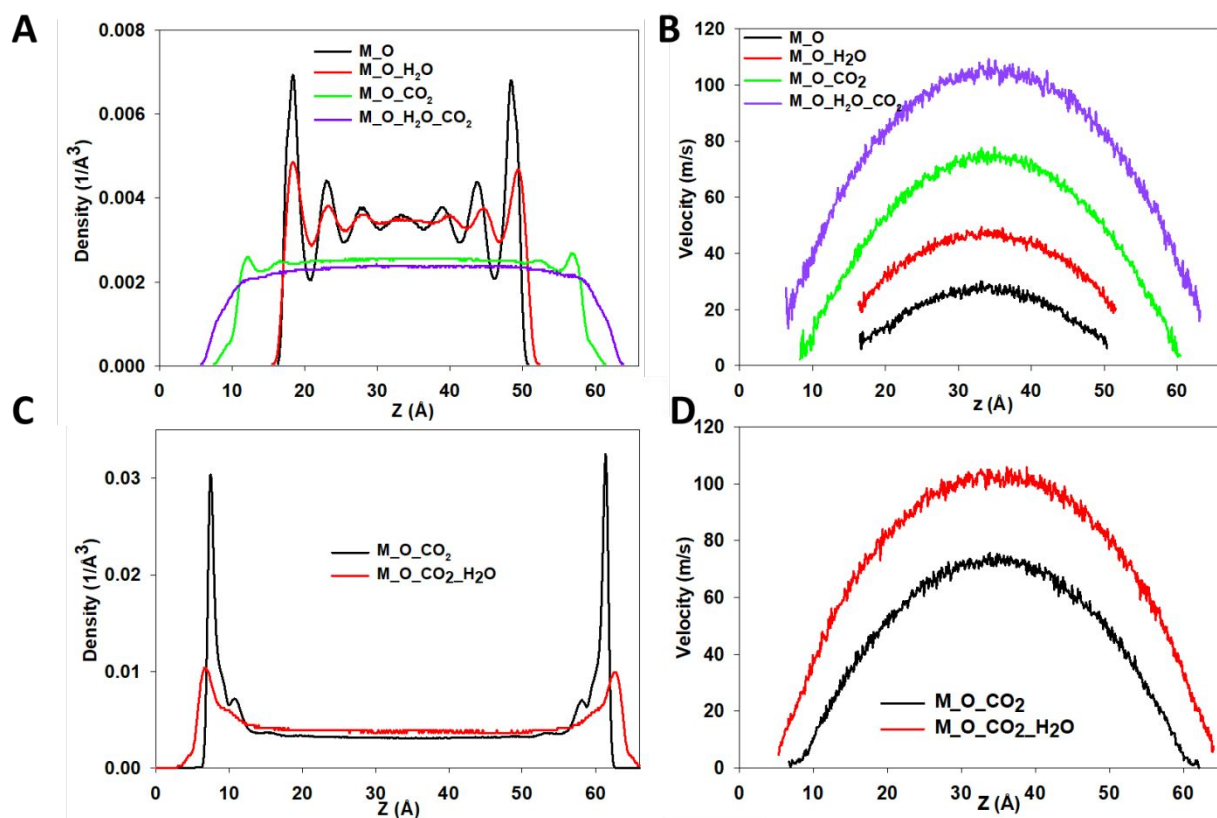 A
0.008
0.006
0.004
0.002
0.000
Density (1/Å³)
M_O
M_O_H₂O
M_O_CO₂
M_O_H₂O_CO₂
0 10 20 30 40 50 60
Z (Å)
B
120
100
80
60
40
20
0
Velocity (m/s)
M_O
M_O_H₂O
M_O_CO₂
M_O_H₂O_CO₂
0 10 20 30 40 50 60
z (Å)
C
0.03
0.02
0.01
0.00
Density (1/Å³)
M_O_CO₂
M_O_CO₂_H₂O
0 10 20 30 40 50 60
Z (Å)
D
120
100
80
60
40
20
0
Velocity (m/s)
M_O_CO₂
M_O_CO₂_H₂O
0 10 20 30 40 50 60
Z (Å)